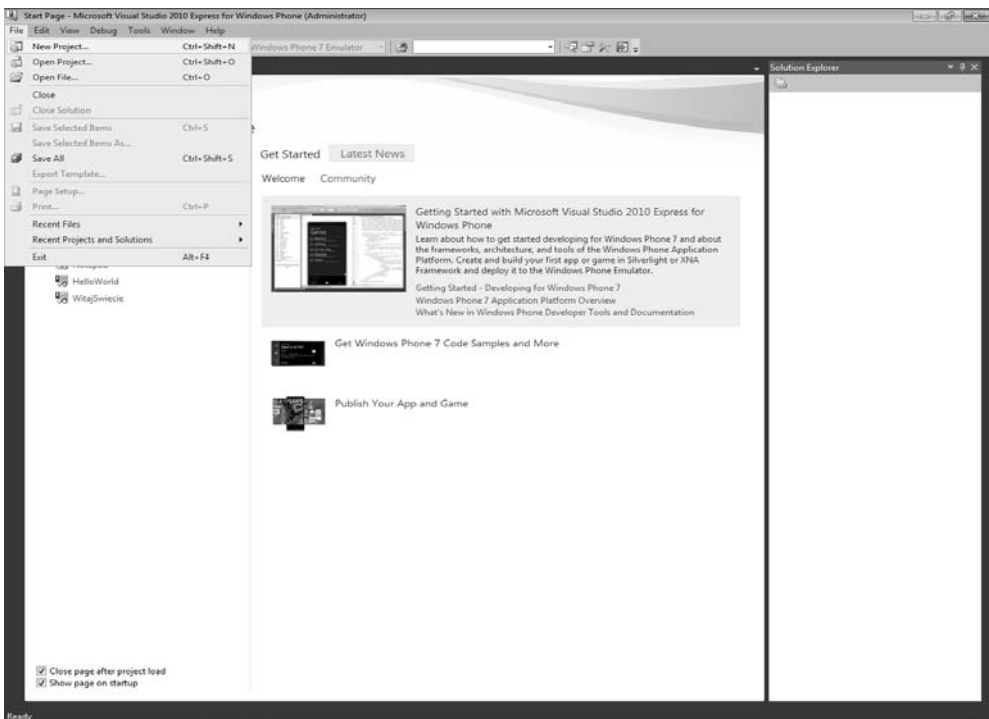 Start Page - Microsoft Visual Studio 2010 Express for Windows Phone (Administrator)
File Edit View Debug Tools Window Help
New Project... Ctrl+Shift+N
Windows Phone 7 Emulator
Open Project... Ctrl+Shift+O
Open File... Ctrl+O
Close
Close Solution
Save Selected Items Ctrl+S
Save Selected Items As...
Save All Ctrl+Shift+S
Export Template...
Page Setup...
Print... Ctrl+P
Recent Files
Recent Projects and Solutions
Exit Alt+F4
HelloWorld
WitajSwiecie
Close page after project load
Show page on startup
Get Started Latest News
Welcome Community
Getting Started with Microsoft Visual Studio 2010 Express for
Windows Phone
Learn about how to get started developing for Windows Phone 7 and about
the frameworks, architecture, and tools of the Windows Phone Application
Platform. Create and build your first app or game in Silverlight or XNA
Framework and deploy it to the Windows Phone Emulator.
Getting Started - Developing for Windows Phone 7
Windows Phone 7 Application Platform Overview
What's New in Windows Phone Developer Tools and Documentation
Get Windows Phone 7 Code Samples and More
Publish Your App and Game
Solution Explorer
Ready